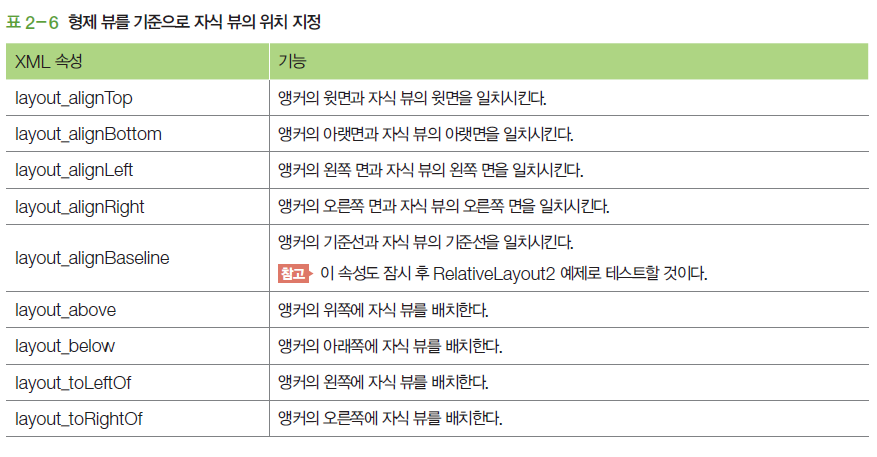 표 2-6 형제 뷰를 기준으로 자식 뷰의 위치 지정
XML 속성 기능
layout_alignTop 앵커의 윗면과 자식 뷰의 윗면을 일치시킨다.
layout_alignBottom 앵커의 아랫면과 자식 뷰의 아랫면을 일치시킨다.
layout_alignLeft 앵커의 왼쪽 면과 자식 뷰의 왼쪽 면을 일치시킨다.
layout_alignRight 앵커의 오른쪽 면과 자식 뷰의 오른쪽 면을 일치시킨다.
layout_alignBaseline 앵커의 기준선과 자식 뷰의 기준선을 일치시킨다.
참고 이 속성도 잠시 후 RelativeLayout2 예제로 테스트할 것이다.
layout_above 앵커의 위쪽에 자식 뷰를 배치한다.
layout_below 앵커의 아래쪽에 자식 뷰를 배치한다.
layout_toLeftOf 앵커의 왼쪽에 자식 뷰를 배치한다.
layout_toRightOf 앵커의 오른쪽에 자식 뷰를 배치한다.